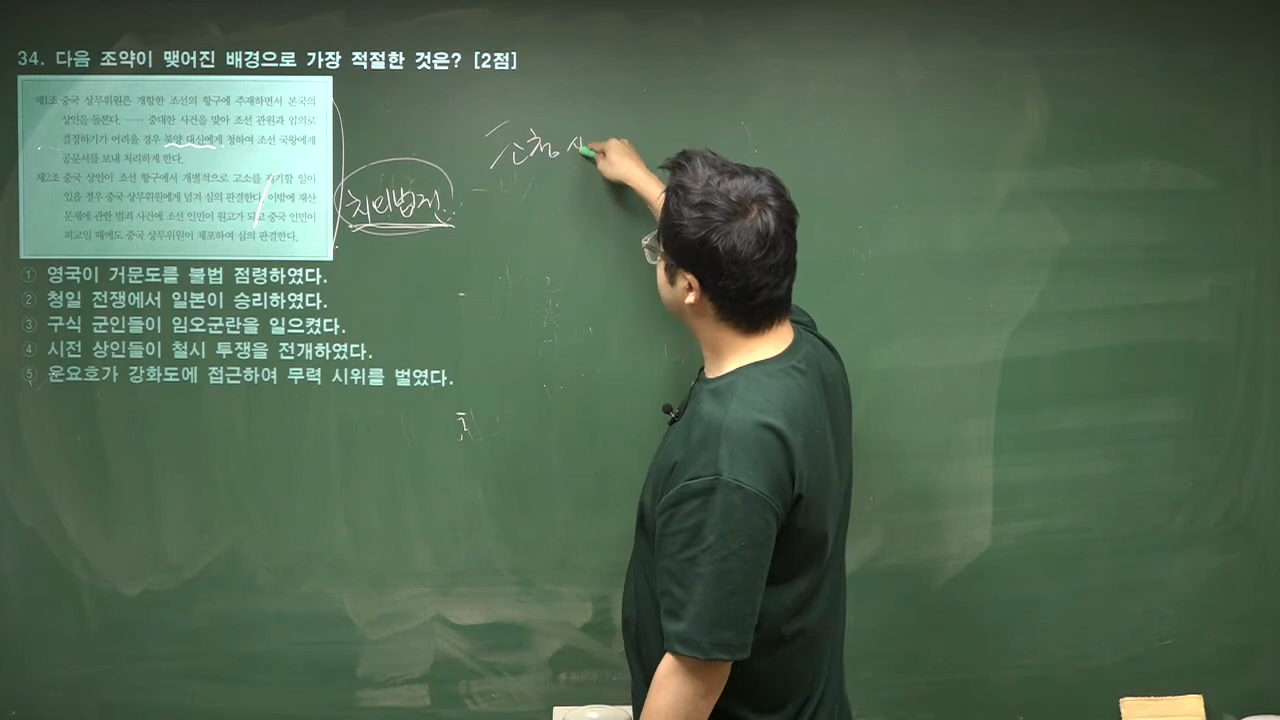 34. 다음 조약이 맺어진 배경으로 가장 적절한 것은? [2점]
제1조 중국 상무위원은 개항한 조선의 항구에 주재하면서 본국의
상인을 돌본다. …… 중대한 사건을 맞아 조선 관원과 임의로
결정하기가 어려울 경우 북양 대신에게 청하여 조선 국왕에게
공문서를 보내 처리하게 한다.
제2조 중국 상인이 조선 항구에서 개별적으로 고소를 제기할 일이
있을 경우 중국 상무위원에게 넘겨 심의 판결한다. 이밖에 재산
문제에 관한 범죄 사건에 조선 인민이 원고가 되고 중국 인민이
피고일 때에도 중국 상무위원이 체포하여 심의 판결한다.
치외법권
① 영국이 거문도를 불법 점령하였다.
② 청일 전쟁에서 일본이 승리하였다.
③ 구식 군인들이 임오군란을 일으켰다.
④ 시전 상인들이 철시 투쟁을 전개하였다.
⑤ 운요호가 강화도에 접근하여 무력 시위를 벌였다.